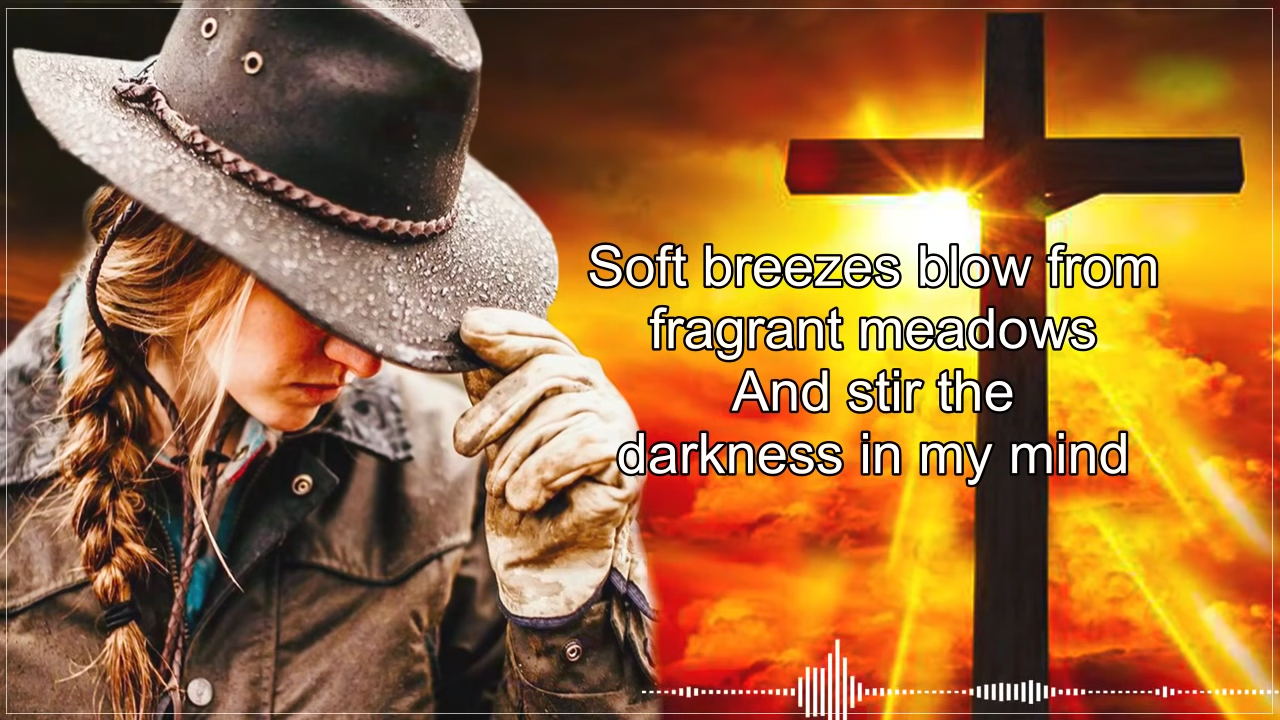 Soft breezes blow from
fragrant meadows
And stir the
darkness in my mind